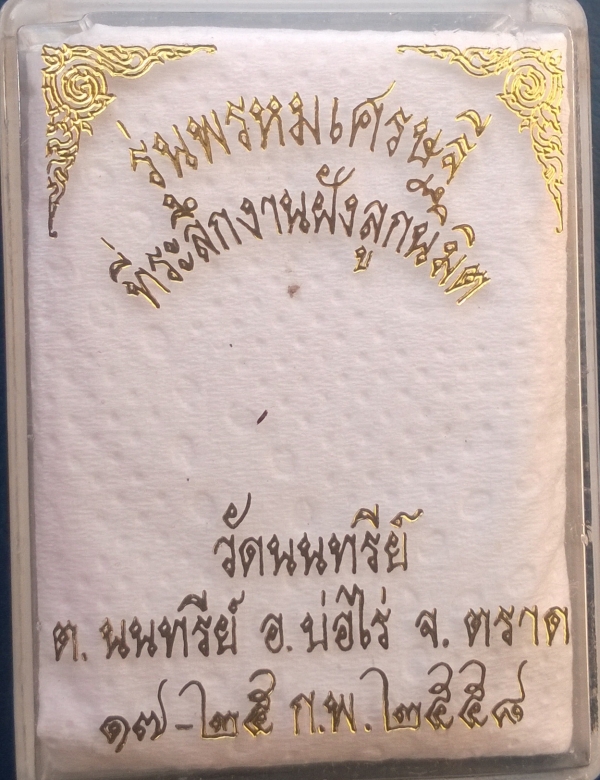 รุ่นพรหมเศรษฐี
ที่ระลึกงานฝังลูกนิมิต
วัดนนทรีย์
ต. นนทรีย์ อ.บ่อไร่ จ. ตราด
๑๗-๒๕ ก.พ. ๒๕๕๘